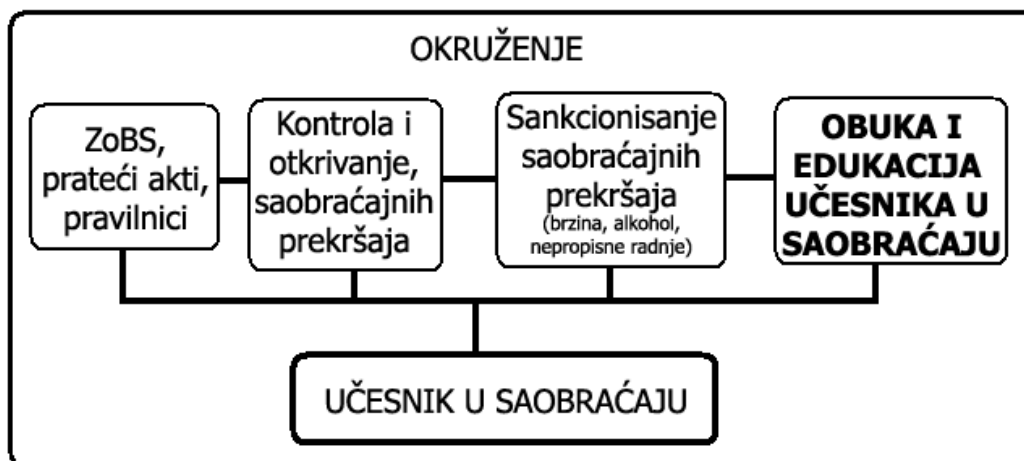 OKRUŽENJE
ZoBS,
prateći akti,
pravilnici
Kontrola i
otkrivanje,
saobraćajnih
prekršaja
Sankcionisanje
saobraćajnih
prekršaja
(brzina, alkohol,
nepropisne radnje)
OBUKA I
EDUKACIJA
UČESNIKA U
SAOBRAĆAJU
UČESNIK U SAOBRAĆAJU